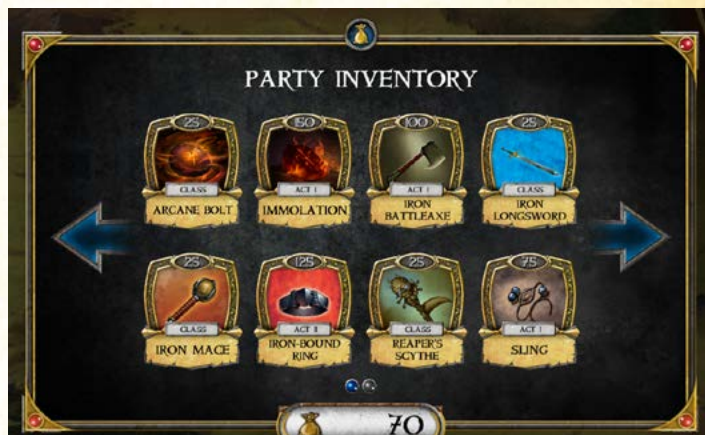 PARTY INVENTORY
25 50 100 25
CLASS ACT I ACT I CLASS
ARCANE BOLT IMMOLATION IRON BATTLEAXE IRON LONGSWORD
25 125 25 75
CLASS ACT II CLASS ACT I
IRON MACE IRON-BOUND RING REAPER'S SCYTHE SLING
70